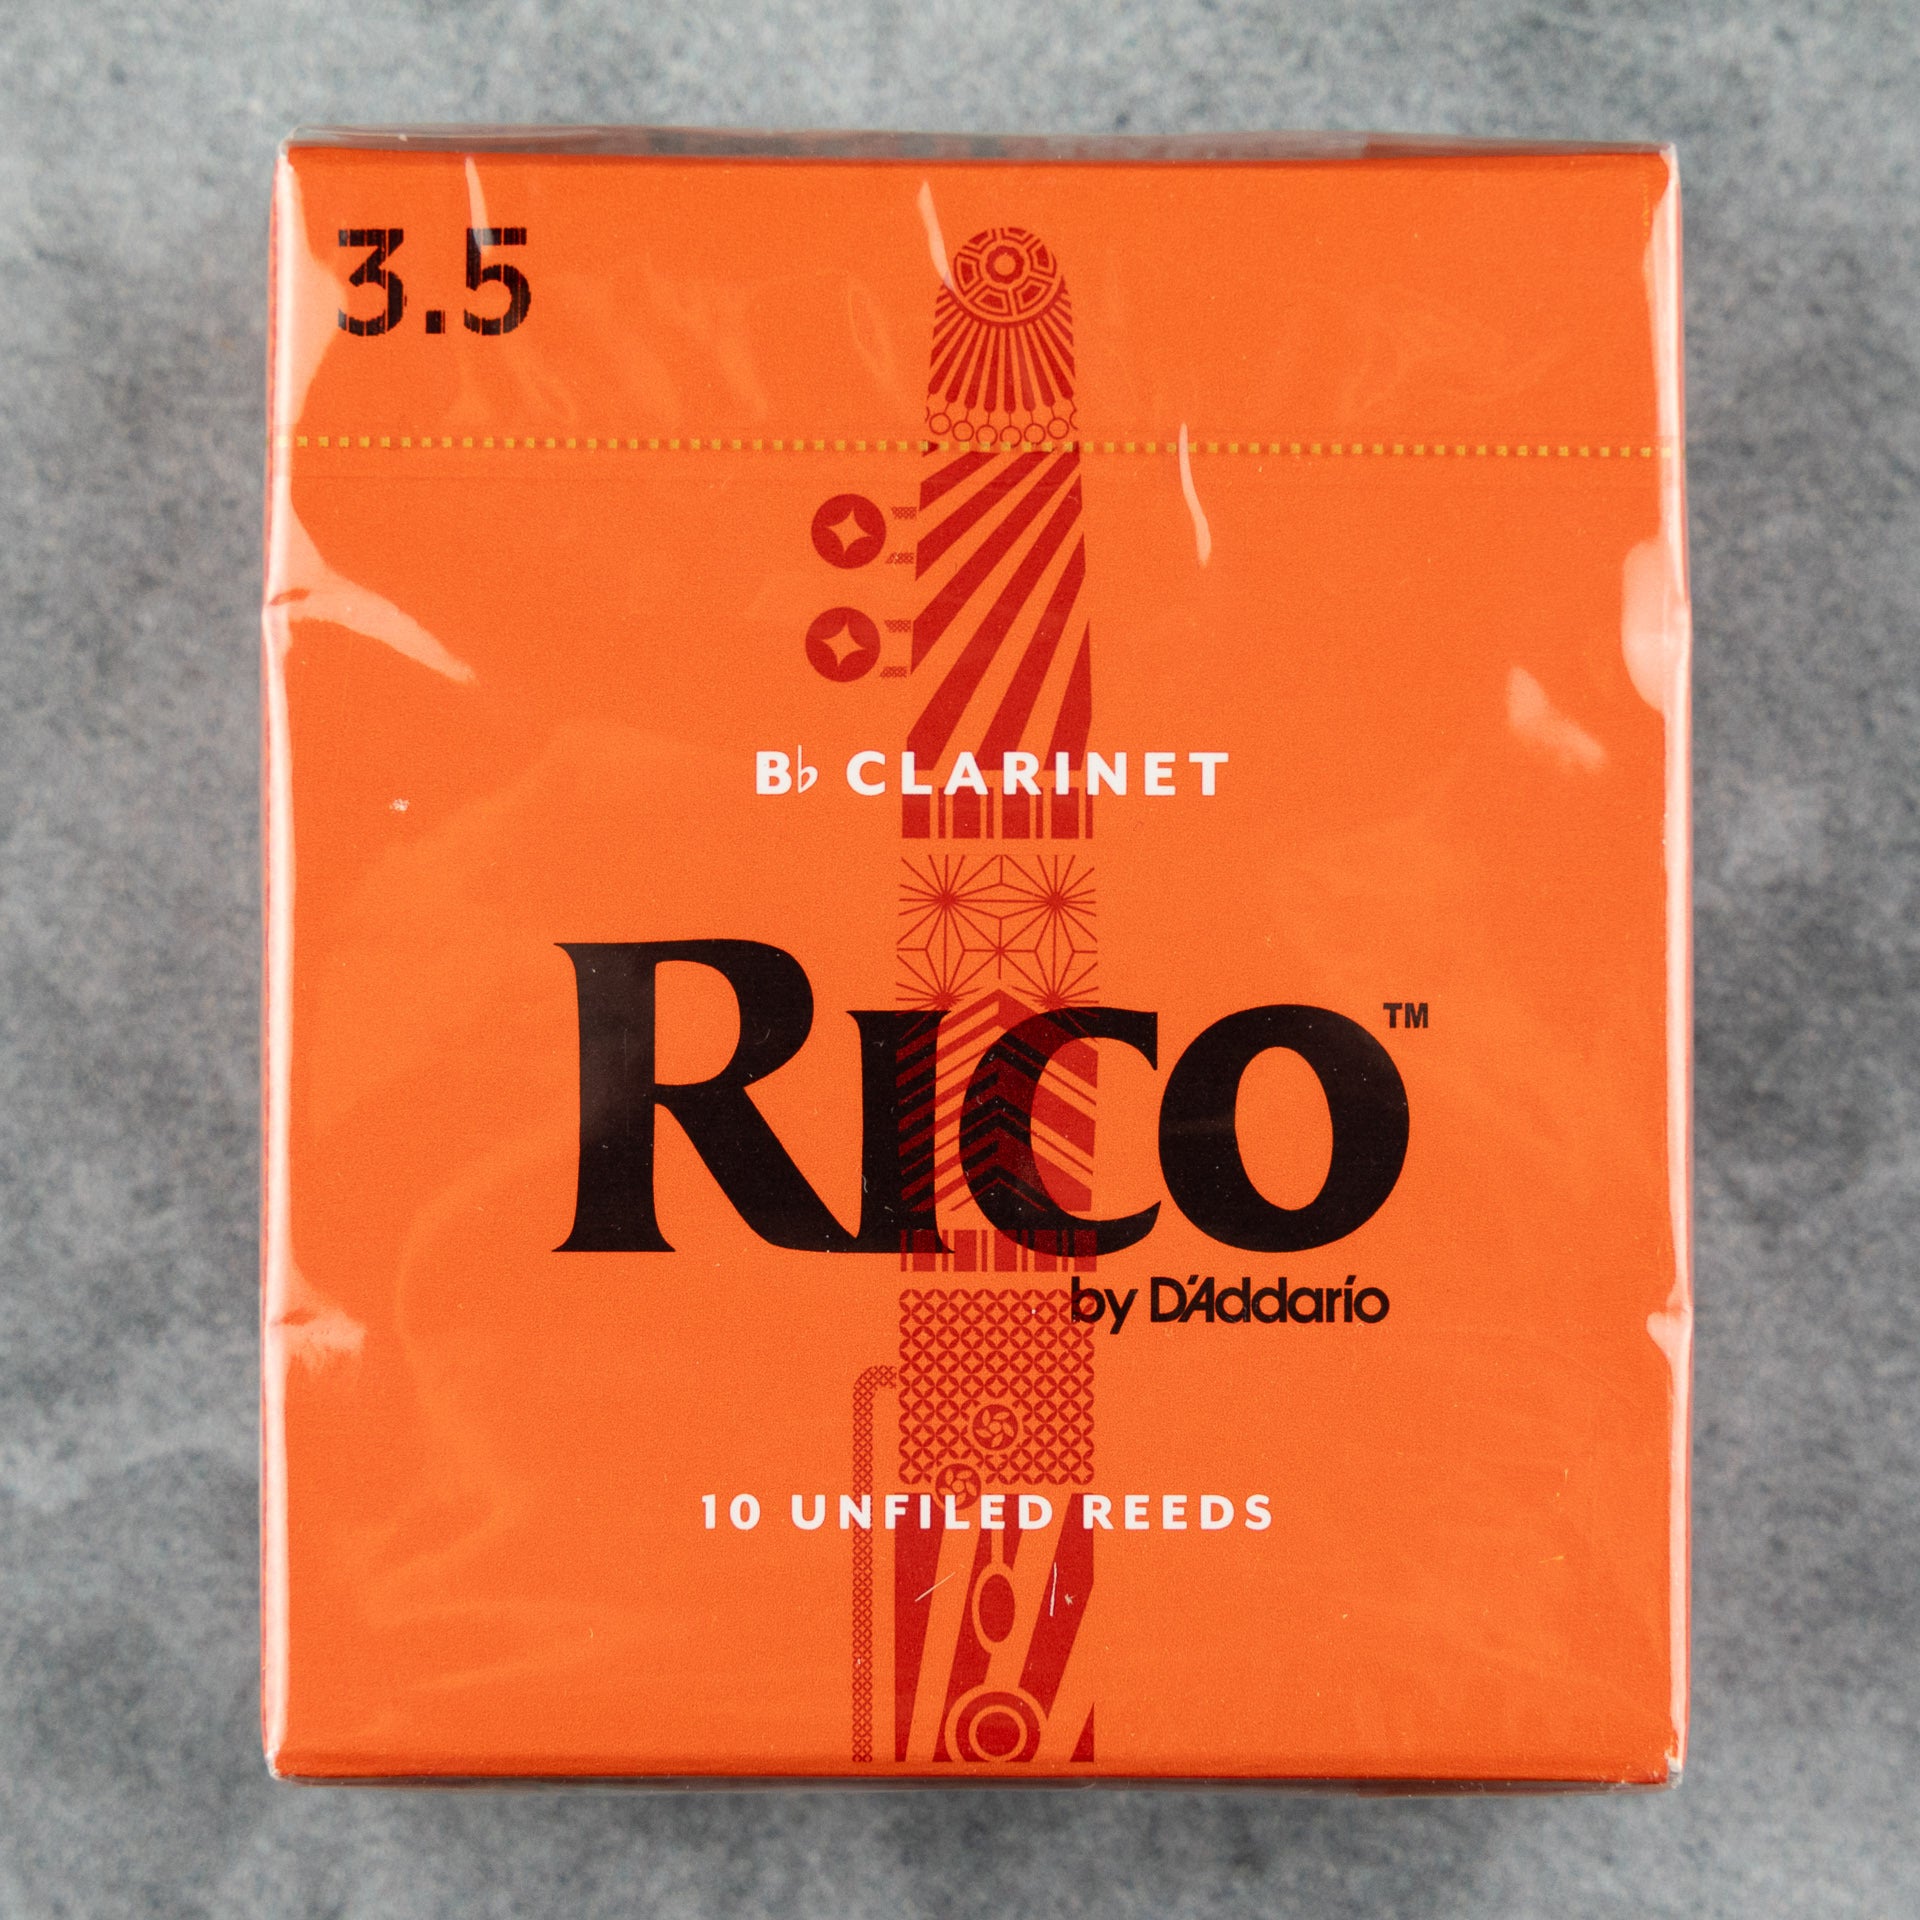 3.5
B♭ CLARINET
RICO™
by D'Addario
10 UNFILED REEDS